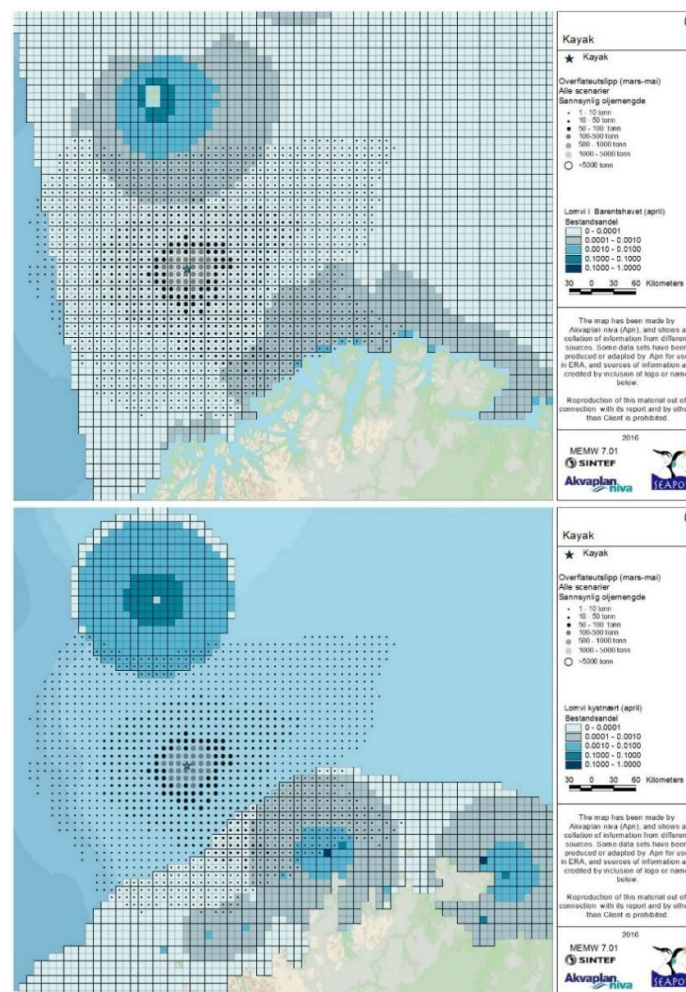 Kayak
Kayak
Overflateutslipp (mars-mai)
Alle scenarier
Sannsynlig oljemengde
1 - 10 tonn
10 - 50 tonn
50 - 100 tonn
100-500 tonn
500 - 1000 tonn
1000 - 5000 tonn
>5000 tonn
Lomvi i Barentshavet (april)
Bestandsandel
0 - 0.0001
0.0001 - 0.0010
0.0010 - 0.0100
0.1000 - 0.1000
0.1000 - 1.0000
30 0 30 60 Kilometers
The map has been made by
Akvaplan niva (Apn), and shows a
collation of information from differen
sources. Some data sets have been
produced or adapted by Apn for use
in ERA, and sources of information a
credited by inclusion of logo or name
below.
Reproduction of this material out of
connection with its report and by othe
than Client is prohibited.
2016
MEMW 7.01
SINTEF
Akvaplan niva
SEAPO
Kayak
Kayak
Overflateutslipp (mars-mai)
Alle scenarier
Sannsynlig oljemengde
1 - 10 tonn
10 - 50 tonn
50 - 100 tonn
100-500 tonn
500 - 1000 tonn
1000 - 5000 tonn
>5000 tonn
Lomvi kystnært (april)
Bestandsandel
0 - 0.0001
0.0001 - 0.0010
0.0010 - 0.0100
0.1000 - 0.1000
0.1000 - 1.0000
30 0 30 60 Kilometers
The map has been made by
Akvaplan niva (Apn), and shows a
collation of information from differen
sources. Some data sets have been
produced or adapted by Apn for use
in ERA, and sources of information a
credited by inclusion of logo or name
below.
Reproduction of this material out of
connection with its report and by othe
than Client is prohibited.
2016
MEMW 7.01
SINTEF
Akvaplan niva
SEAPO